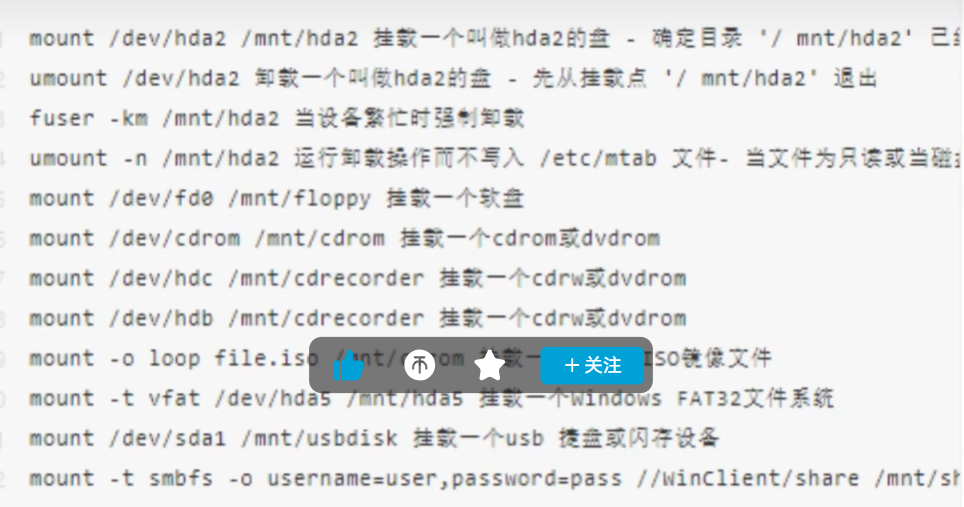 mount /dev/hda2 /mnt/hda2 挂载一个叫做hda2的盘 - 确定目录 '/ mnt/hda2' 已
umount /dev/hda2 卸载一个叫做hda2的盘 - 先从挂载点 '/ mnt/hda2' 退出
fuser -km /mnt/hda2 当设备繁忙时强制卸载
umount -n /mnt/hda2 运行卸载操作而不写入 /etc/mtab 文件- 当文件为只读或当磁
mount /dev/fd0 /mnt/floppy 挂载一个软盘
mount /dev/cdrom /mnt/cdrom 挂载一个cdrom或dvdrom
mount /dev/hdc /mnt/cdrecorder 挂载一个cdrw或dvdrom
mount /dev/hdb /mnt/cdrecorder 挂载一个cdrw或dvdrom
mount -o loop file.iso /mnt/cdrom 挂载一 ISO镜像文件
+关注
mount -t vfat /dev/hda5 /mnt/hda5 挂载一个Windows FAT32文件系统
mount /dev/sda1 /mnt/usbdisk 挂载一个usb 捷盘或闪存设备
mount -t smbfs -o username=user,password=pass //WinClient/share /mnt/sh